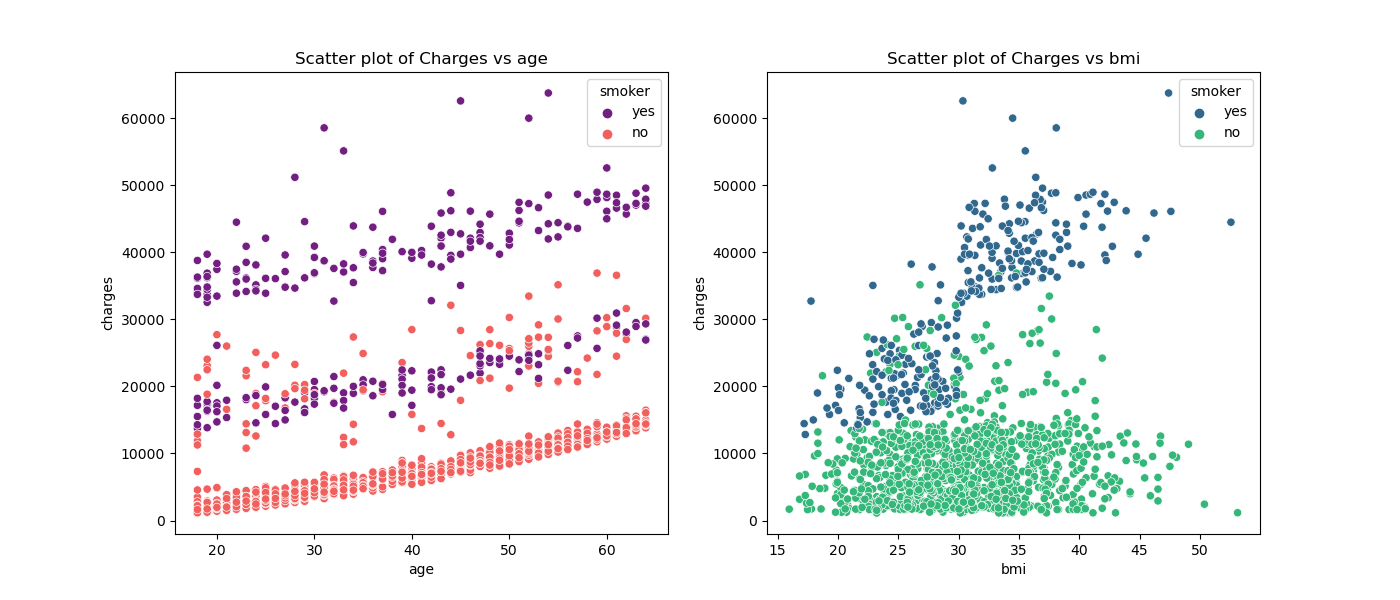 Scatter plot of Charges vs age
smoker
yes
no
60000
50000
40000
30000
20000
10000
0
charges
20 30 40 50 60
age
Scatter plot of Charges vs bmi
smoker
yes
no
60000
50000
40000
30000
20000
10000
0
charges
15 20 25 30 35 40 45 50
bmi